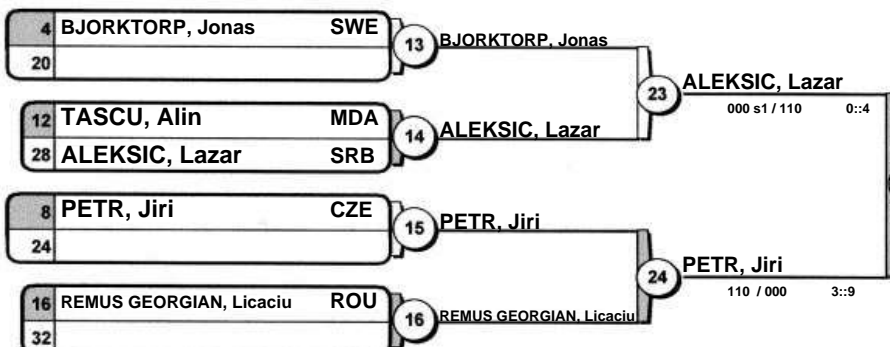 4 BJORKTORP, Jonas SWE
20
13 BJORKTORP, Jonas
12 TASCU, Alin MDA
28 ALEKSIC, Lazar SRB
14 ALEKSIC, Lazar
23 ALEKSIC, Lazar
000 s1 / 110 0::4
8 PETR, Jiri CZE
24
15 PETR, Jiri
16 REMUS GEORGIAN, Licaciu ROU
32
16 REMUS GEORGIAN, Licaciu
24 PETR, Jiri
110 / 000 3::9